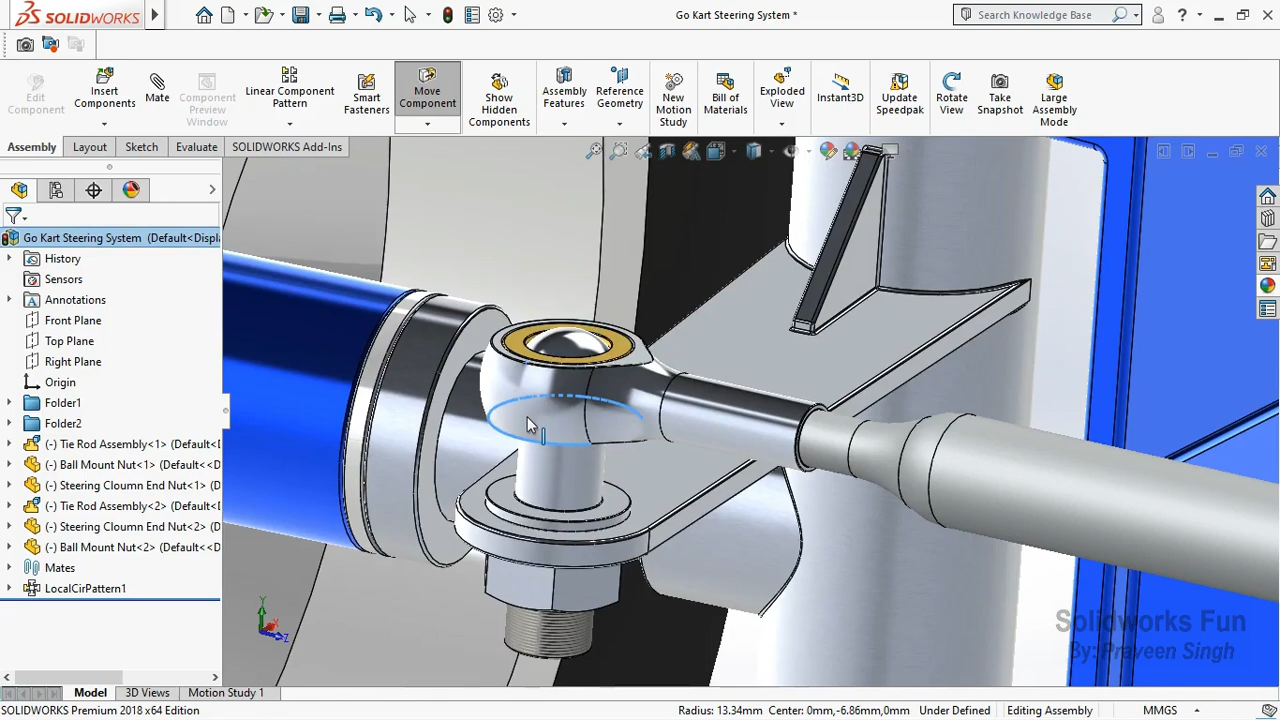 SOLIDWORKS
Go Kart Steering System *
Search Knowledge Base
?
Edit Component
Insert Components
Mate
Component Preview Window
Linear Component Pattern
Smart Fasteners
Move Component
Show Hidden Components
Assembly Features
Reference Geometry
New Motion Study
Bill of Materials
Exploded View
Instant3D
Update Speedpak
Rotate View
Take Snapshot
Large Assembly Mode
Assembly
Layout
Sketch
Evaluate
SOLIDWORKS Add-Ins
Go Kart Steering System (Default<Displ
History
Sensors
Annotations
Front Plane
Top Plane
Right Plane
Origin
Folder1
Folder2
(-) Tie Rod Assembly<1> (Default<D
(-) Ball Mount Nut<1> (Default<<D
(-) Steering Cloumn End Nut<1> (
(-) Tie Rod Assembly<2> (Default<D
(-) Steering Cloumn End Nut<2> (
(-) Ball Mount Nut<2> (Default<<D
Mates
LocalCirPattern1
Y
X
Z
Solidworks Fun
By: Praveen Singh
Model
3D Views
Motion Study 1
SOLIDWORKS Premium 2018 x64 Edition
Radius: 13.34mm Center: 0mm,-6.86mm,0mm
Under Defined
Editing Assembly
MMGS